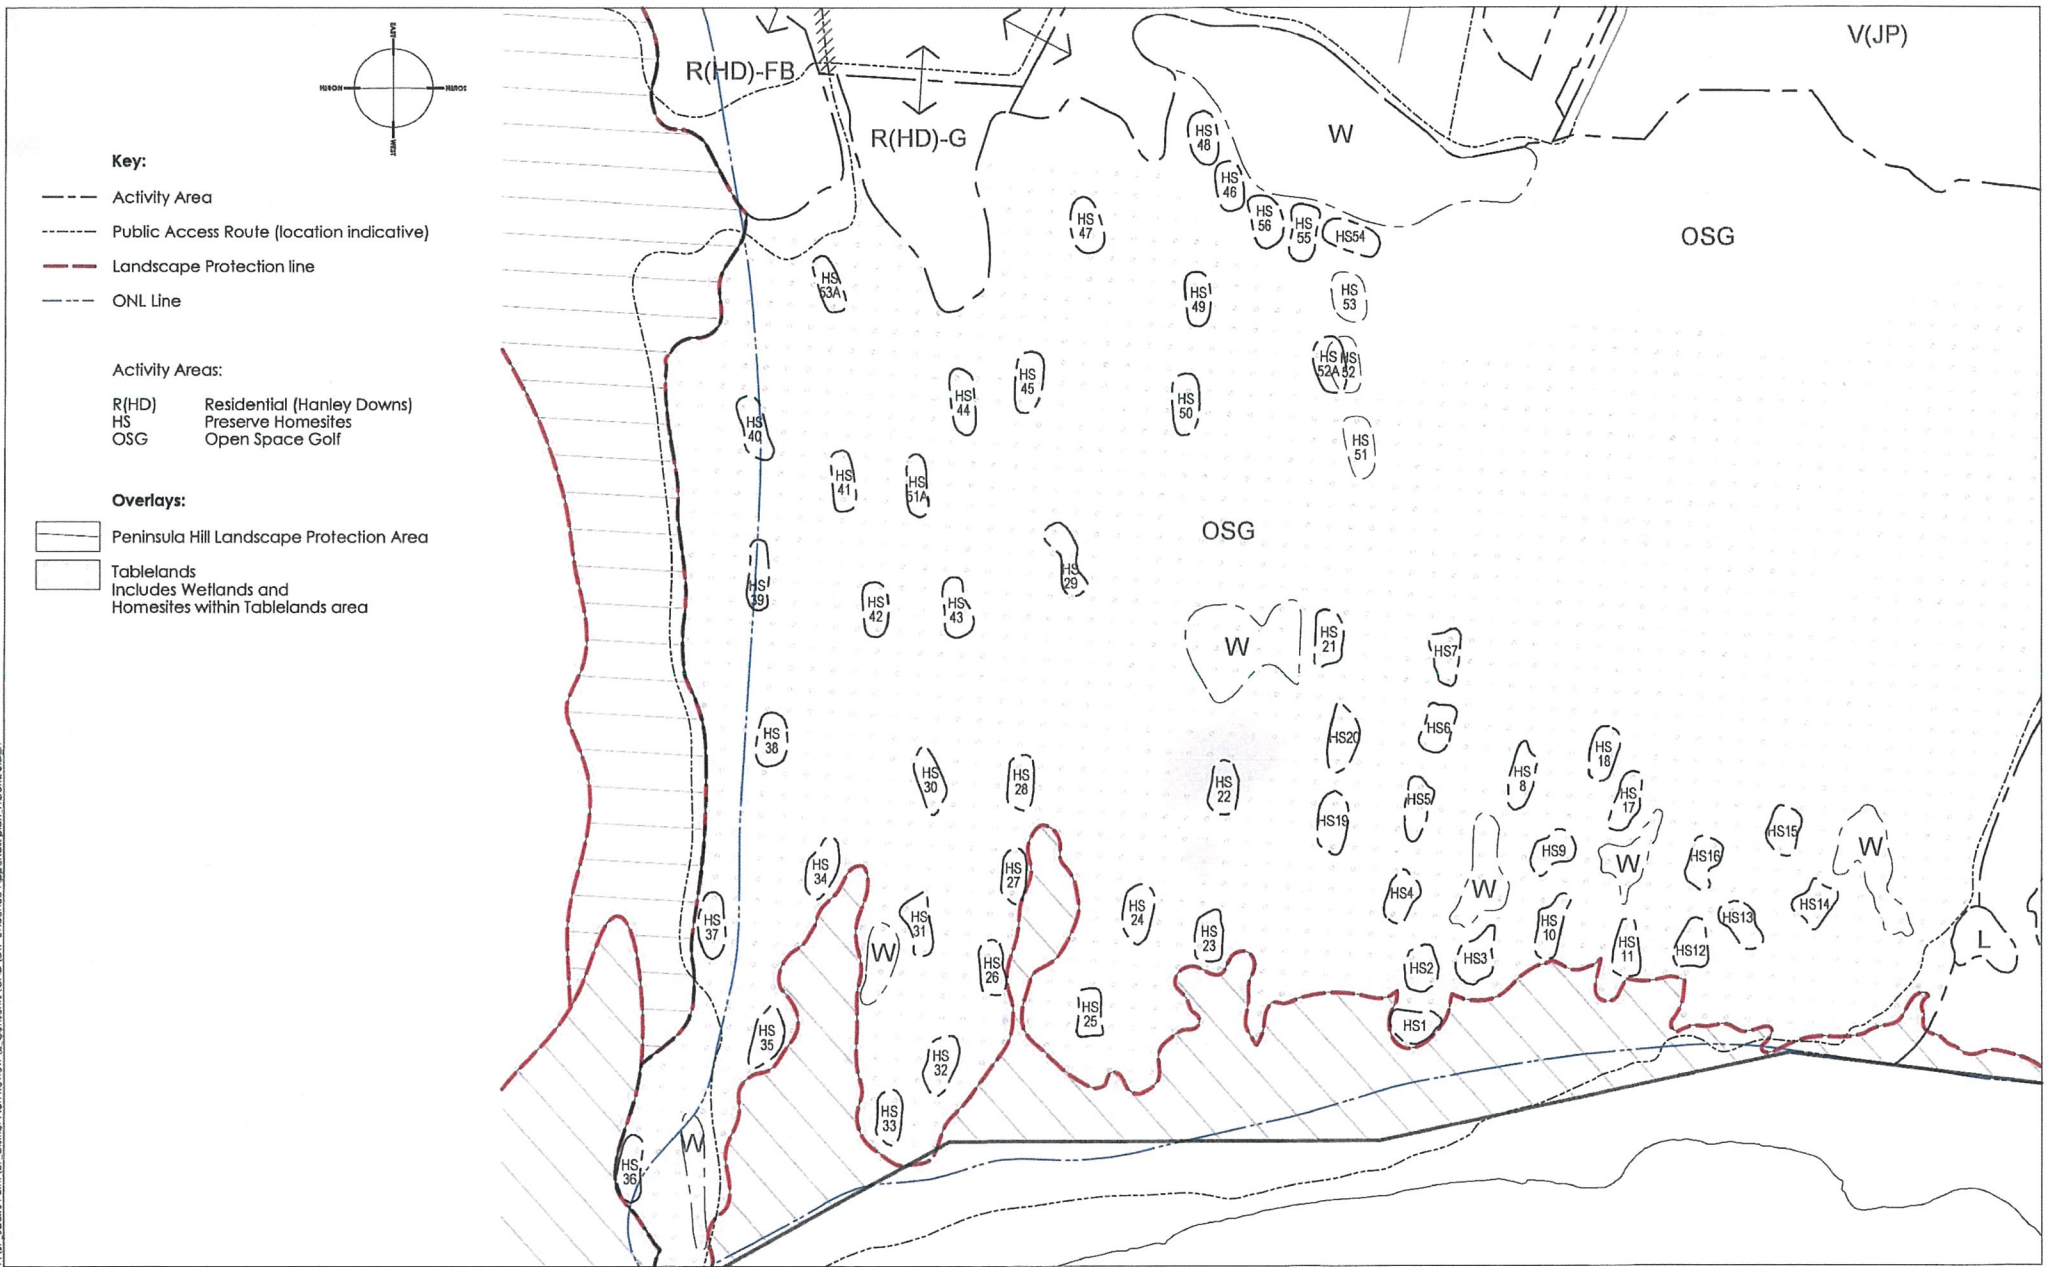 EAST
NORTH
SOUTH
WEST
Key:
Activity Area
Public Access Route (location indicative)
Landscape Protection line
ONL Line
Activity Areas:
R(HD) Residential (Hanley Downs)
HS Preserve Homesites
OSG Open Space Golf
Overlays:
Peninsula Hill Landscape Protection Area
Tablelands
Includes Wetlands and
Homesites within Tablelands area
R(HD)-FB
R(HD)-G
W
V(JP)
OSG
HS
48
HS
46
HS
56
HS
55
HS54
HS
47
HS
53A
HS
49
HS
53
HS
52A
HS
52
HS
45
HS
44
HS
50
HS
40
HS
51
HS
41
HS
51A
OSG
HS
29
HS
39
HS
42
HS
43
W
HS
21
HS7
HS
38
HS20
HS6
HS
30
HS
28
HS
22
HS
8
HS
18
HS5
HS
17
HS19
HS15
W
HS9
HS16
W
HS
34
HS
27
HS4
W
HS
24
HS
37
HS
31
HS
23
HS
10
HS13
HS14
HS
11
HS12
L
W
HS
26
HS2
HS3
HS
25
HS1
HS
35
HS
32
HS
33
W
HS
36